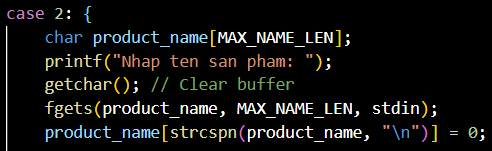 case 2: {
char product_name[MAX_NAME_LEN];
printf("Nhap ten san pham: ");
getchar(); // Clear buffer
fgets(product_name, MAX_NAME_LEN, stdin);
product_name[strcspn(product_name, "\n")] = 0;